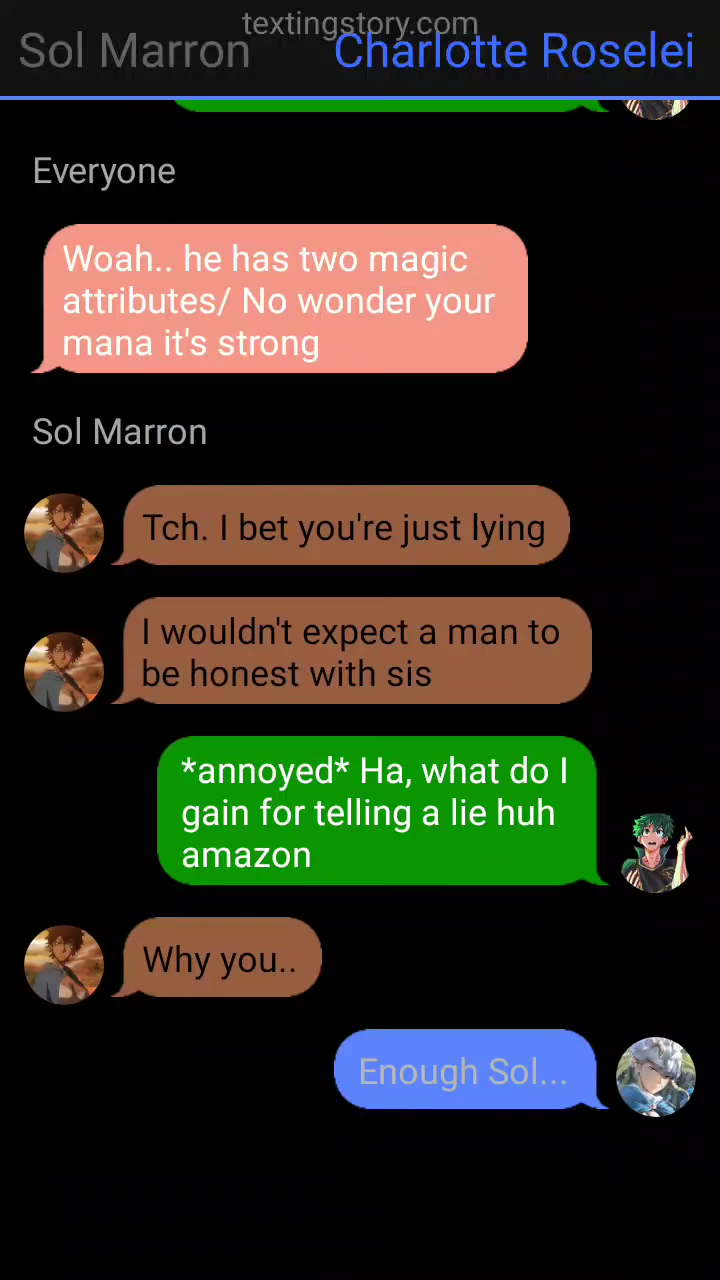 textingstory.com
Sol Marron
Charlotte Roselei
Everyone
Woah.. he has two magic
attributes/ No wonder your
mana it's strong
Sol Marron
Tch. I bet you're just lying
I wouldn't expect a man to
be honest with sis
*annoyed* Ha, what do I
gain for telling a lie huh
amazon
Why you..
Enough Sol...